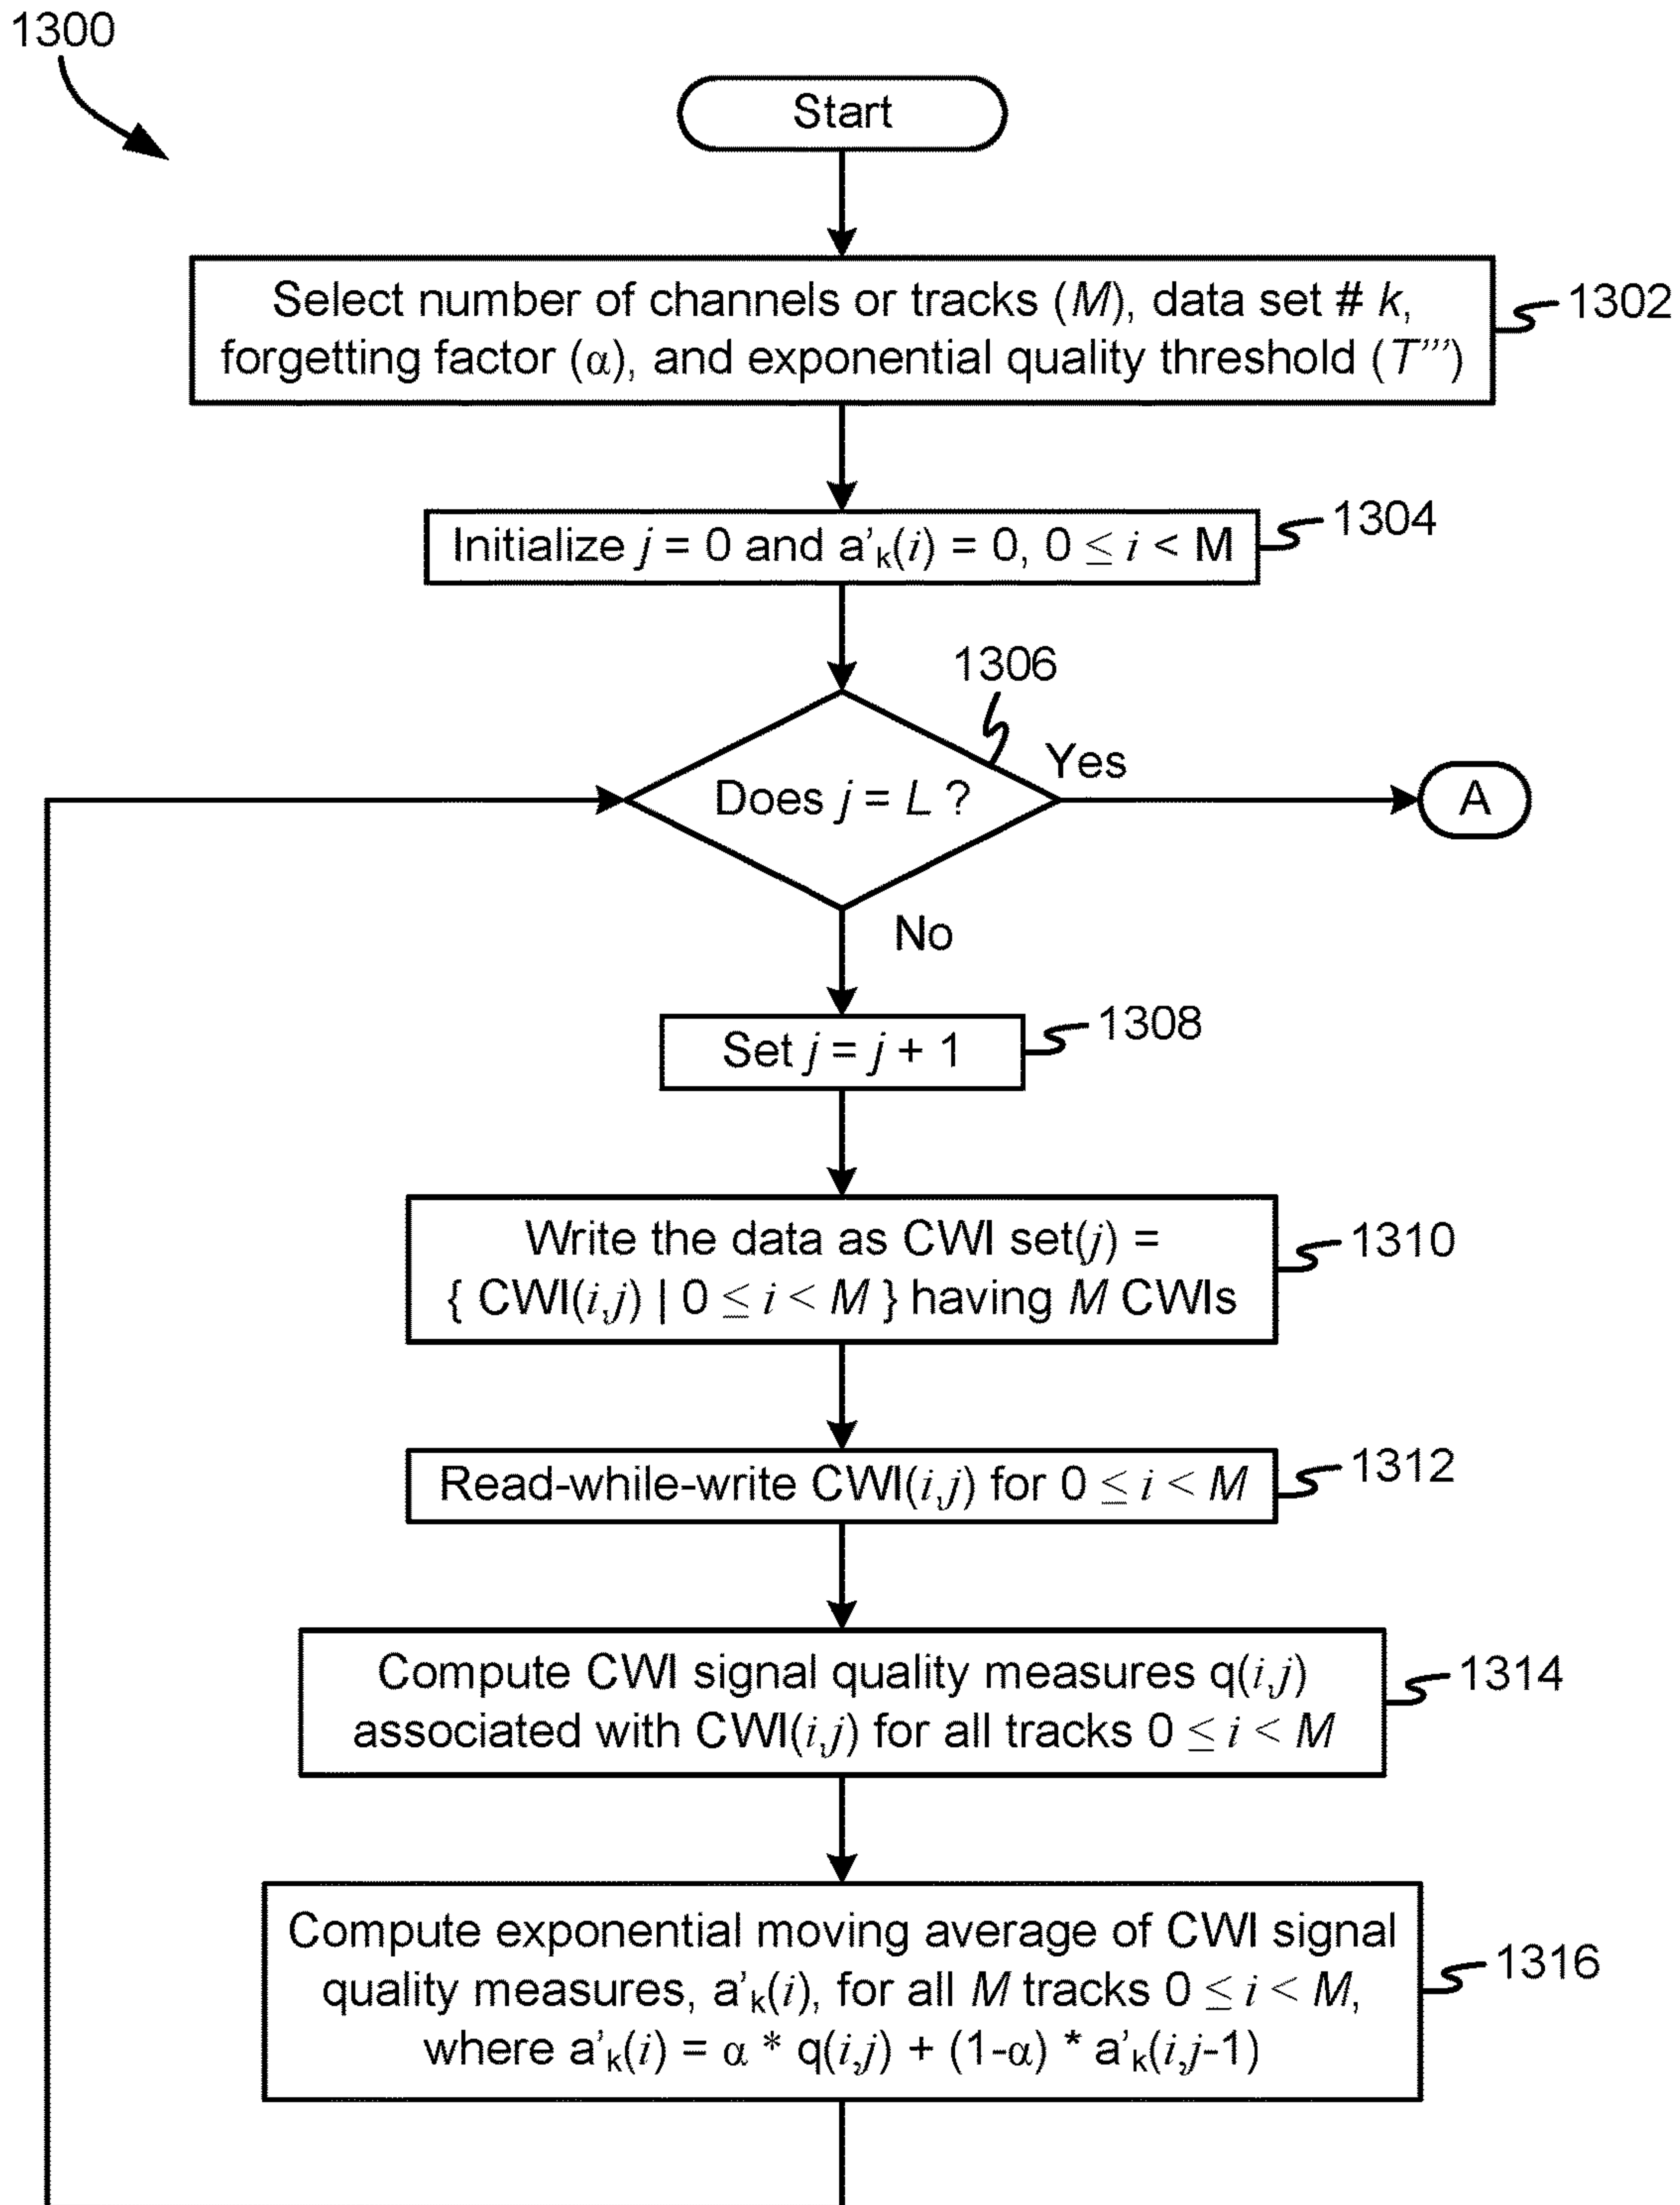 1300
Start
Select number of channels or tracks (M), data set # k,
forgetting factor (α), and exponential quality threshold (T''')
1302
Initialize j = 0 and a'k(i) = 0, 0 ≤ i < M
1304
1306
Does j = L ?
Yes
A
No
Set j = j + 1
1308
Write the data as CWI set(j) =
{ CWI(i,j) | 0 ≤ i < M } having M CWIs
1310
Read-while-write CWI(i,j) for 0 ≤ i < M
1312
Compute CWI signal quality measures q(i,j)
associated with CWI(i,j) for all tracks 0 ≤ i < M
1314
Compute exponential moving average of CWI signal
quality measures, a'k(i), for all M tracks 0 ≤ i < M,
where a'k(i) = α * q(i,j) + (1-α) * a'k(i,j-1)
1316